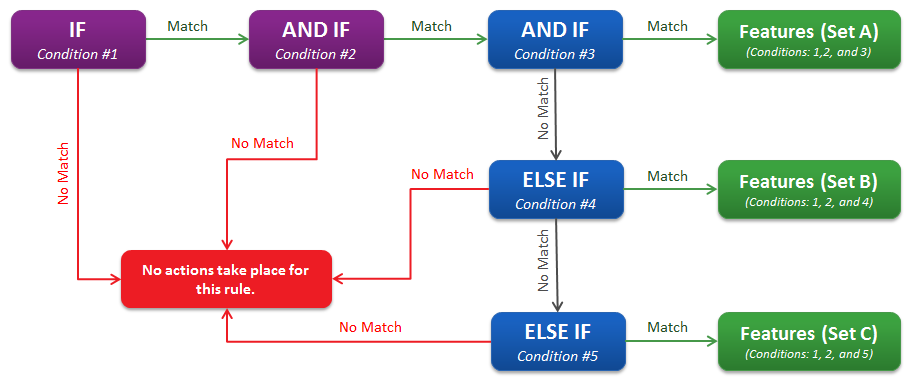 IF
Condition #1
Match
AND IF
Condition #2
Match
AND IF
Condition #3
Match
Features (Set A)
(Conditions: 1,2, and 3)
No Match
No Match
No Match
No Match
ELSE IF
Condition #4
Match
Features (Set B)
(Conditions: 1, 2, and 4)
No actions take place for
this rule.
No Match
No Match
ELSE IF
Condition #5
Match
Features (Set C)
(Conditions: 1, 2, and 5)